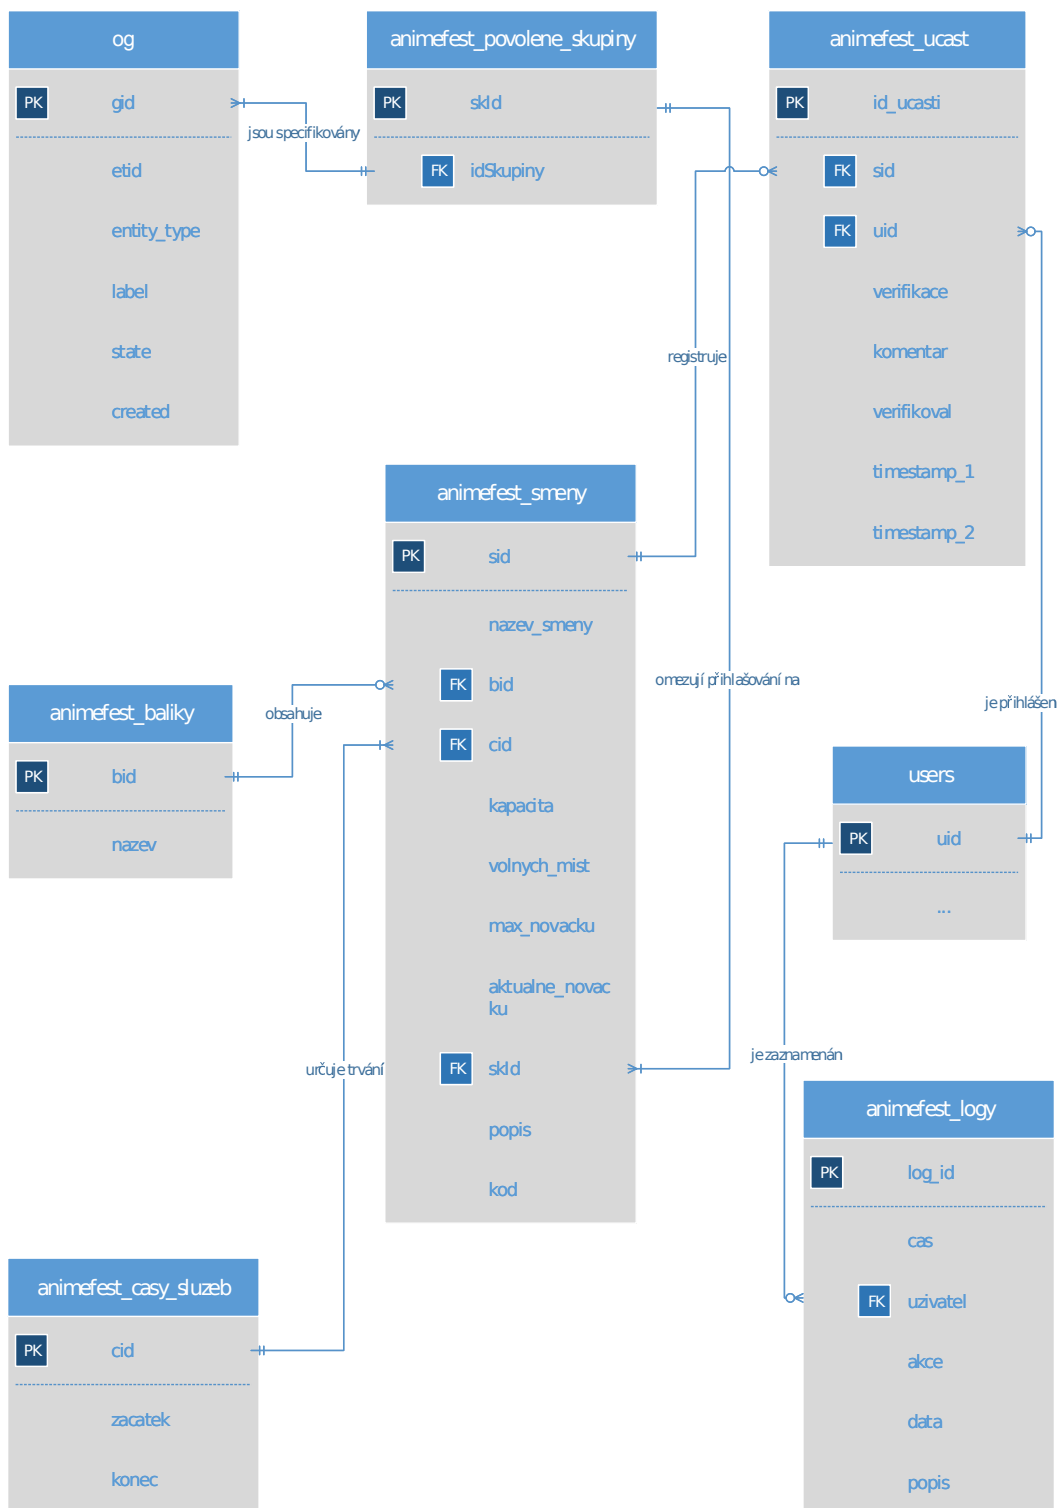 og
PK gid
etid
entity_type
label
state
created
jsou specifikovány
animefest_povolene_skupiny
PK skId
FK idSkupiny
animefest_ucast
PK id_ucasti
FK sid
FK uid
verifikace
komentar
verifikoval
timestamp_1
timestamp_2
registruje
animefest_smeny
PK sid
nazev_smeny
FK bid
FK cid
kapacita
volnych_mist
max_novacku
aktualne_novac
ku
FK skId
popis
kod
omezují přihlašování na
je přihlášen
animefest_baliky
PK bid
nazev
obsahuje
users
PK uid
...
určuje trvání
je zaznamenán
animefest_logy
PK log_id
cas
FK uzivatel
akce
data
popis
animefest_casy_sluzeb
PK cid
zacatek
konec